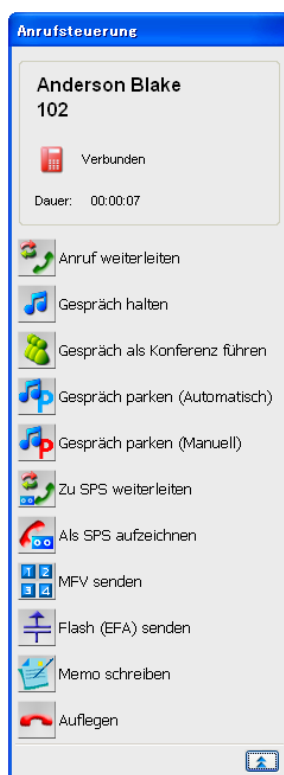 Anrufsteuerung
Anderson Blake
102
Verbunden
Dauer: 00:00:07
Anruf weiterleiten
Gespräch halten
Gespräch als Konferenz führen
Gespräch parken (Automatisch)
Gespräch parken (Manuell)
Zu SPS weiterleiten
Als SPS aufzeichnen
MFV senden
Flash (EFA) senden
Memo schreiben
Auflegen